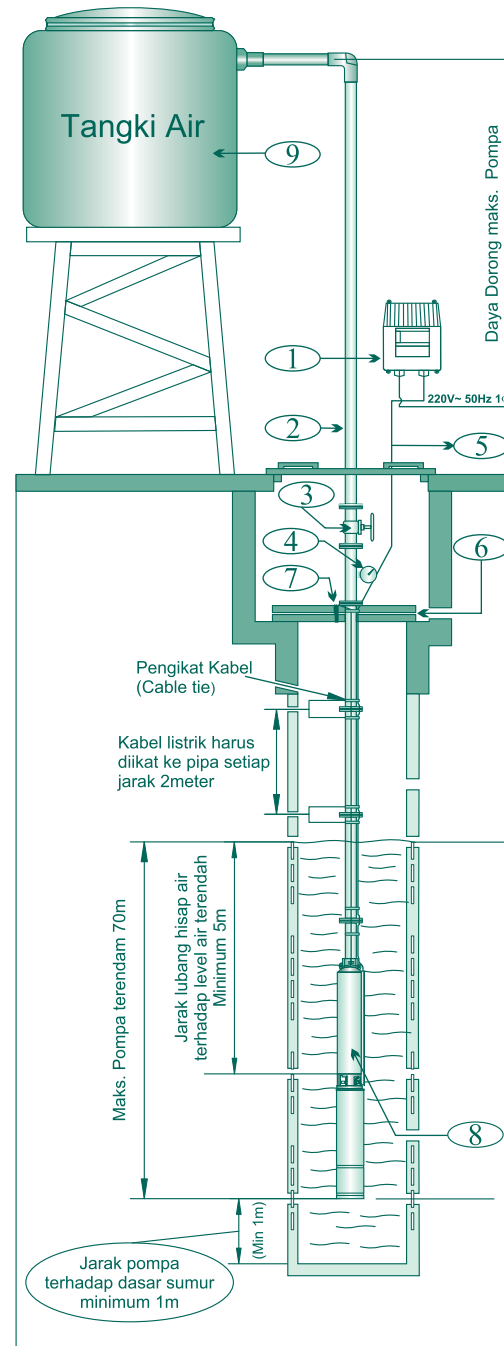 Tangki Air
9
Daya Dorong maks. Pompa
1
220V~ 50Hz
2
5
3
4
6
7
Pengikat Kabel
(Cable tie)
Kabel listrik harus
diikat ke pipa setiap
jarak 2meter
Maks. Pompa terendam 70m
Jarak lubang hisap air
terhadap level air terendah
Minimum 5m
8
(Min 1m)
Jarak pompa
terhadap dasar sumur
minimum 1m